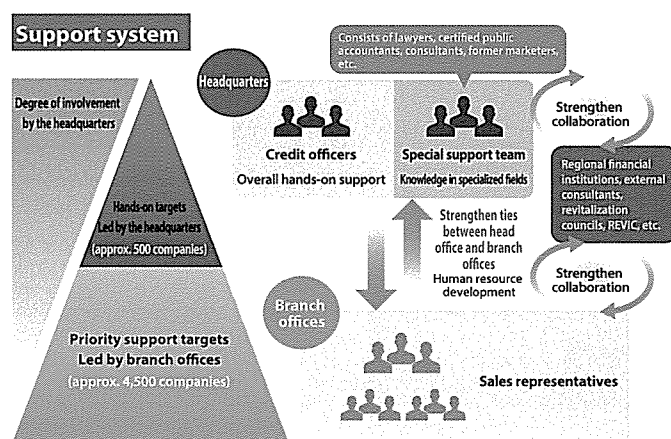 Support system
Degree of involvement
by the headquarters
Hands-on targets
Led by the headquarters
(approx. 500 companies)
Priority support targets
Led by branch offices
(approx. 4,500 companies)
Headquarters
Consists of lawyers, certified public
accountants, consultants, former marketers,
etc.
Credit officers
Overall hands-on support
Special support team
Knowledge in specialized fields
Strengthen
collaboration
Regional financial
institutions, external
consultants,
revitalization
councils, REVIC, etc.
Strengthen
collaboration
Strengthen ties
between head
office and branch
offices
Human resource
development
Branch
offices
Sales representatives